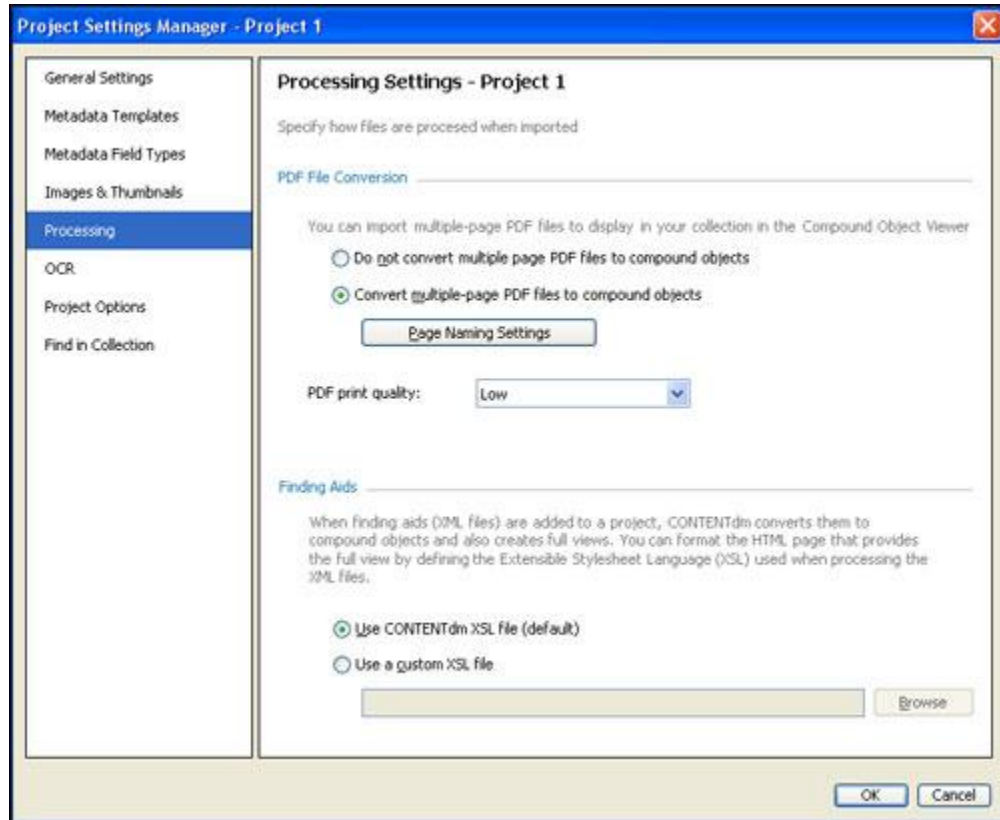 Project Settings Manager - Project 1
General Settings
Metadata Templates
Metadata Field Types
Images & Thumbnails
Processing
OCR
Project Options
Find in Collection
Processing Settings - Project 1
Specify how files are procesed when imported
PDF File Conversion
You can import multiple-page PDF files to display in your collection in the Compound Object Viewer
Do not convert multiple page PDF files to compound objects
Convert multiple-page PDF files to compound objects
Page Naming Settings
PDF print quality:
Low
Finding Aids
When finding aids (XML files) are added to a project, CONTENTdm converts them to
compound objects and also creates full views. You can format the HTML page that provides
the full view by defining the Extensible Stylesheet Language (XSL) used when processing the
XML files.
Use CONTENTdm XSL file (default)
Use a custom XSL file
Browse
OK
Cancel